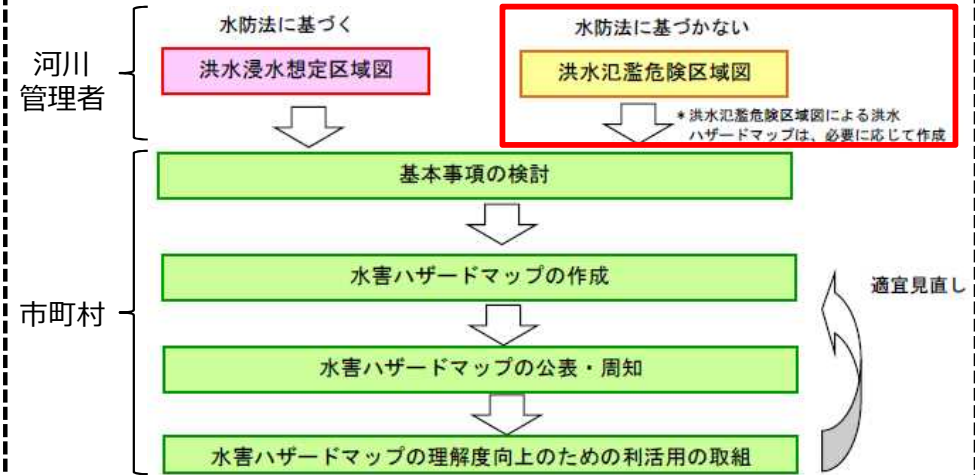 水防法に基づく
水防法に基づかない
河川
管理者
洪水浸水想定区域図
洪水氾濫危険区域図
*洪水氾濫危険区域図による洪水
ハザードマップは、必要に応じて作成
基本事項の検討
市町村
水害ハザードマップの作成
適宜見直し
水害ハザードマップの公表・周知
水害ハザードマップの理解度向上のための利活用の取組